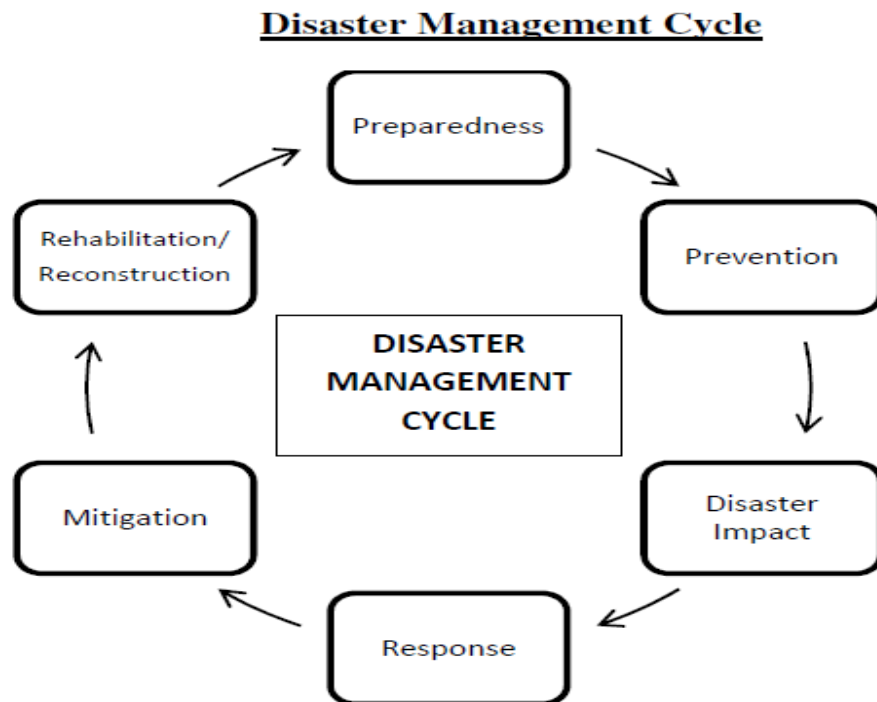 Disaster Management Cycle
Preparedness
Prevention
Disaster
Impact
Response
Mitigation
Rehabilitation/
Reconstruction
DISASTER
MANAGEMENT
CYCLE